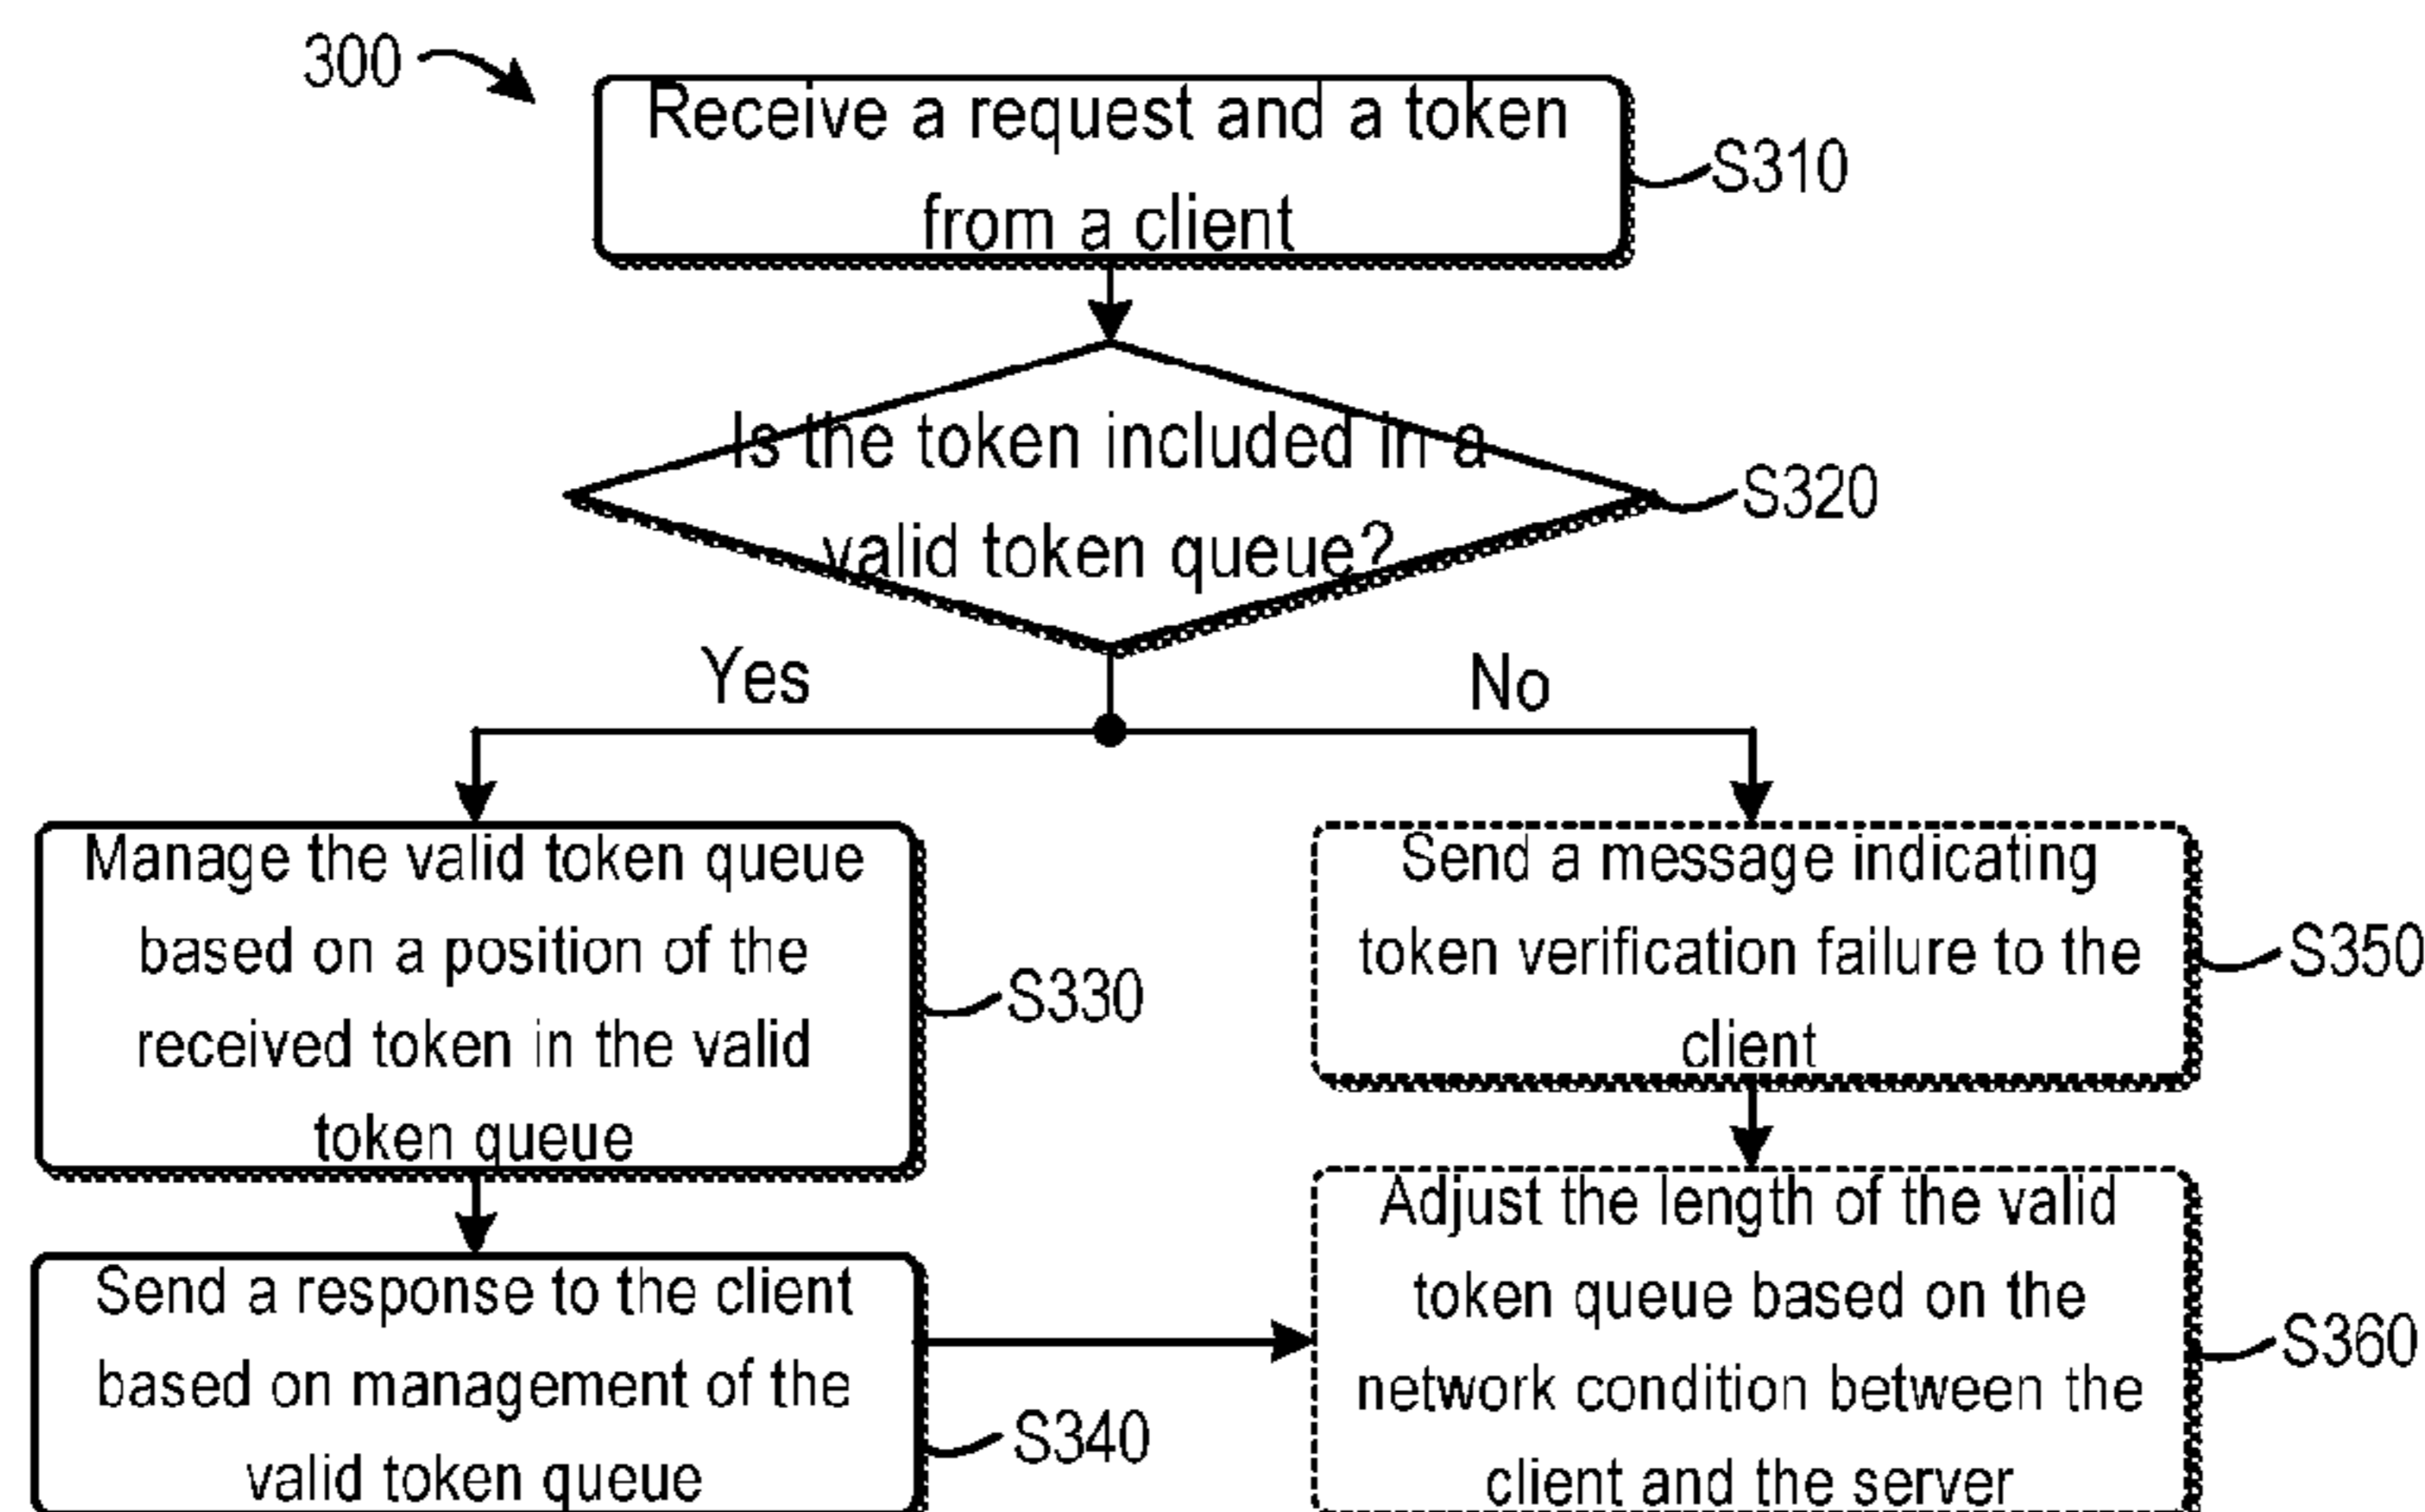 300
Receive a request and a token
from a client
S310
Is the token included in a
valid token queue?
S320
Yes
No
Manage the valid token queue
based on a position of the
received token in the valid
token queue
S330
Send a message indicating
token verification failure to the
client
S350
Send a response to the client
based on management of the
valid token queue
S340
Adjust the length of the valid
token queue based on the
network condition between the
client and the server
S360